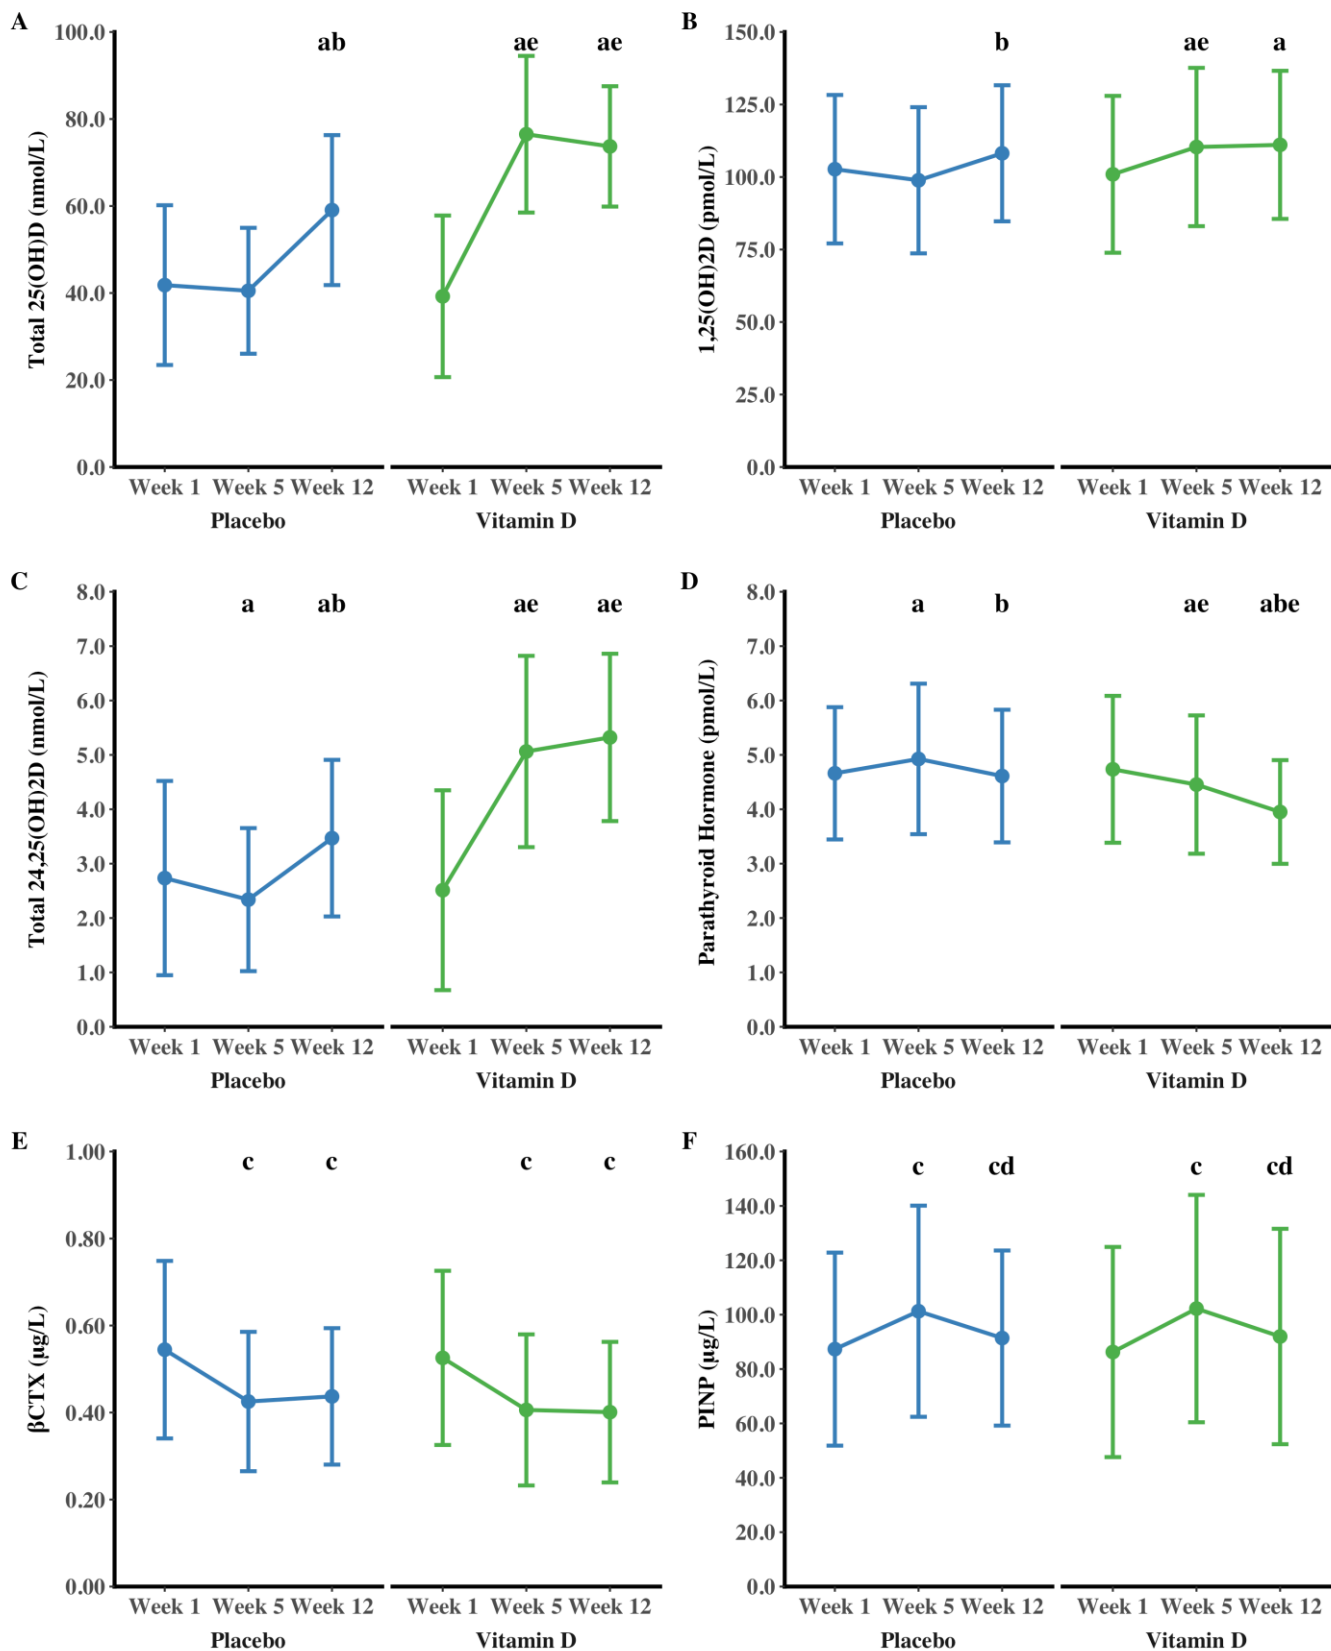 A
Total 25(OH)D (nmol/L)
100.0
80.0
60.0
40.0
20.0
0.0
ab
ae
ae
Week 1 Week 5 Week 12 Week 1 Week 5 Week 12
Placebo Vitamin D
B
1,25(OH)2D (pmol/L)
150.0
125.0
100.0
75.0
50.0
25.0
0.0
b
ae
a
Week 1 Week 5 Week 12 Week 1 Week 5 Week 12
Placebo Vitamin D
C
Total 24,25(OH)2D (nmol/L)
8.0
7.0
6.0
5.0
4.0
3.0
2.0
1.0
0.0
a
ab
ae
ae
Week 1 Week 5 Week 12 Week 1 Week 5 Week 12
Placebo Vitamin D
D
Parathyroid Hormone (pmol/L)
8.0
7.0
6.0
5.0
4.0
3.0
2.0
1.0
0.0
a
b
ae
abe
Week 1 Week 5 Week 12 Week 1 Week 5 Week 12
Placebo Vitamin D
E
βCTX (µg/L)
1.00
0.80
0.60
0.40
0.20
0.00
c
c
c
c
Week 1 Week 5 Week 12 Week 1 Week 5 Week 12
Placebo Vitamin D
F
PINP (µg/L)
160.0
140.0
120.0
100.0
80.0
60.0
40.0
20.0
0.0
c
cd
c
cd
Week 1 Week 5 Week 12 Week 1 Week 5 Week 12
Placebo Vitamin D